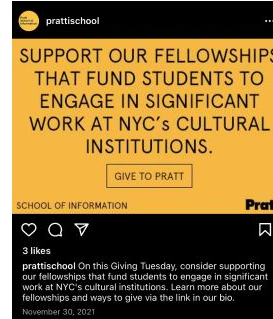 prattischool
SUPPORT OUR FELLOWSHIPS
THAT FUND STUDENTS TO
ENGAGE IN SIGNIFICANT
WORK AT NYC's CULTURAL
INSTITUTIONS.
GIVE TO PRATT
SCHOOL OF INFORMATION
Prat
3 likes
prattischool On this Giving Tuesday, consider supporting
our fellowships that fund students to engage in significant
work at NYC's cultural institutions. Learn more about our
fellowships and ways to give via the link in our bio.
November 30, 2021